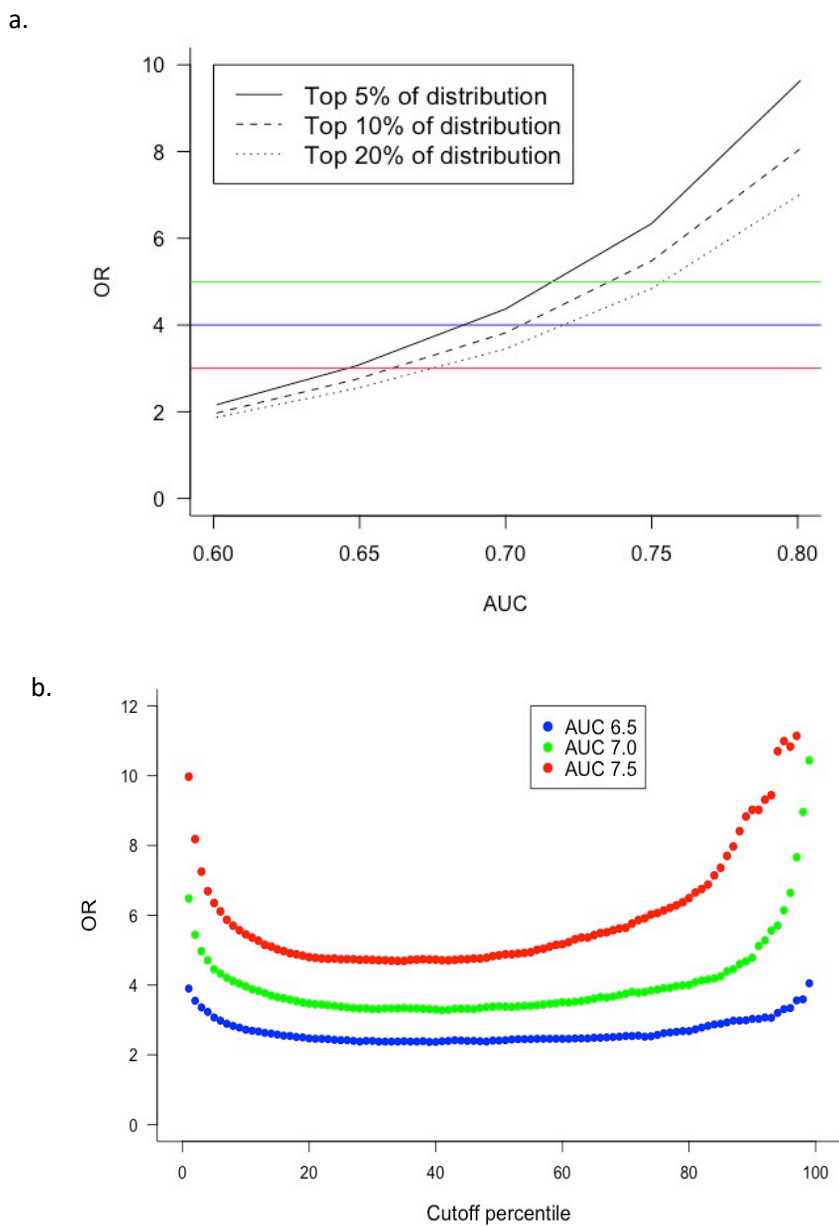 a.
10
8
6
4
2
0
OR
Top 5% of distribution
Top 10% of distribution
Top 20% of distribution
0.60 0.65 0.70 0.75 0.80
AUC
b.
12
10
8
6
4
2
0
OR
AUC 6.5
AUC 7.0
AUC 7.5
0 20 40 60 80 100
Cutoff percentile